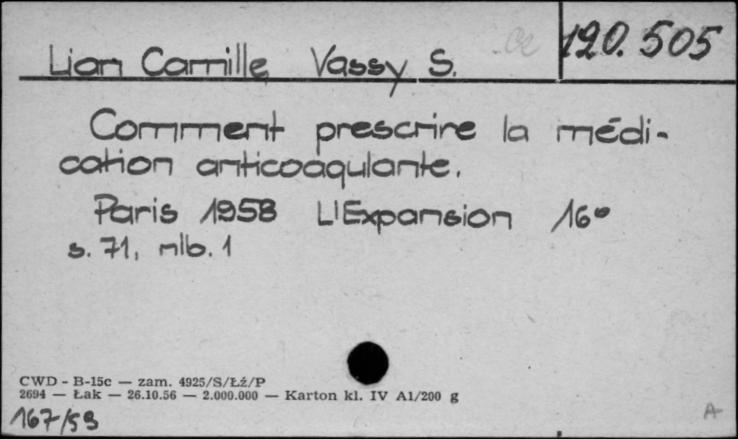 Lian Camille Vassy S.
120.505
Comment prescrire la médi-
cation anticoagulante.
Paris 1958 L'Expansion 16°
s. 71, nlb. 1
CWD - B-15c — zam. 4925/S/Łź/P
2694 — Łak — 26.10.56 — 2.000.000 — Karton kl. IV A1/200 g
167/59
A